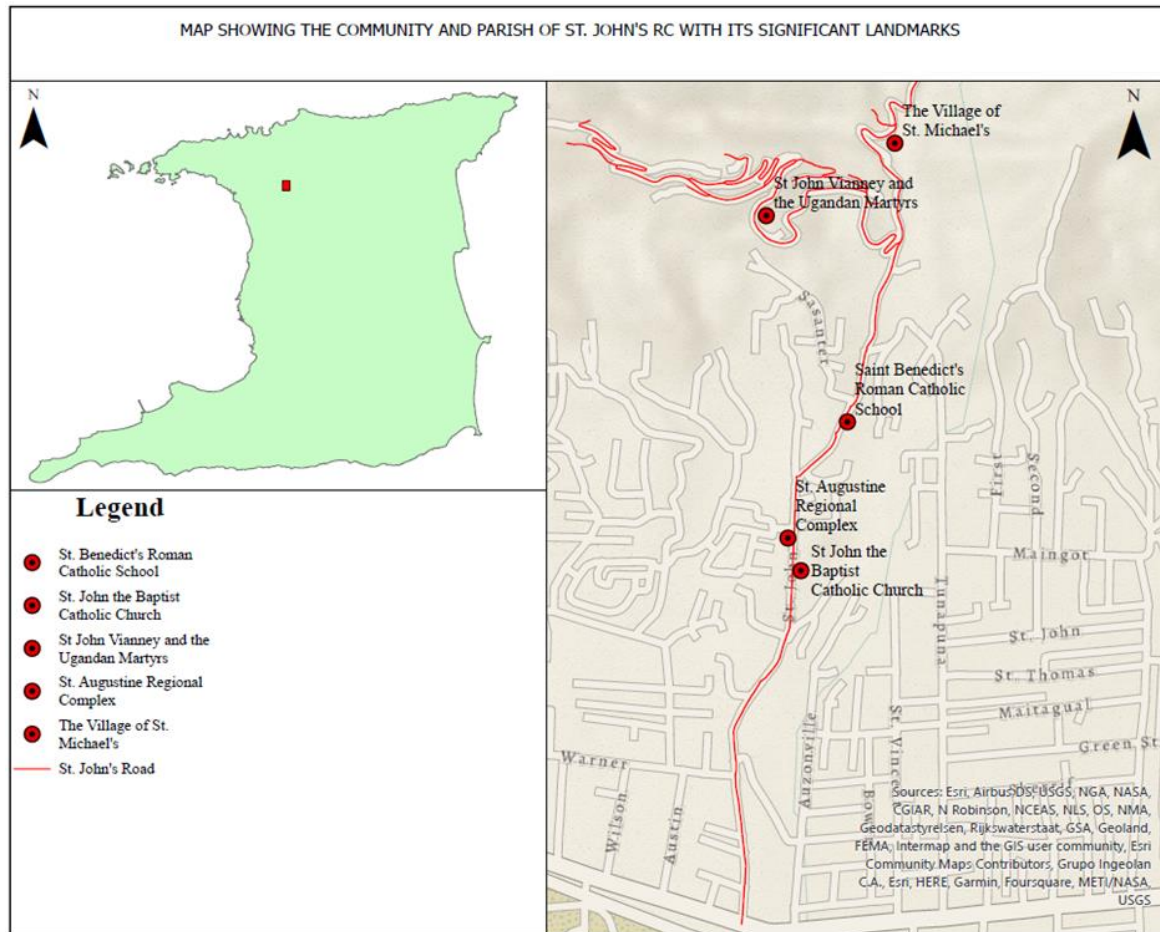 MAP SHOWING THE COMMUNITY AND PARISH OF ST. JOHN'S RC WITH ITS SIGNIFICANT LANDMARKS
N
Legend
St. Benedict's Roman
Catholic School
St. John the Baptist
Catholic Church
St John Vianney and the
Ugandan Martyrs
St. Augustine Regional
Complex
The Village of St.
Michael's
St. John's Road
N
The Village of
St. Michael's
St John Vianney and
the Ugandan Martyrs
Sasanter
Saint Benedict's
Roman Catholic
School
St. Augustine
Regional
Complex
St John the
Baptist
Catholic Church
St. John
First
Second
Maingot
Tunapuna
St. John
St. Thomas
Maitagual
Green St
Warner
Wilson
Austin
Auzonville
St. Vincent
Sources: Esri, Airbus DS, USGS, NGA, NASA,
CGIAR, N Robinson, NCEAS, NLS, OS, NMA,
Geodatastyrelsen, Rijkswaterstaat, GSA, Geoland,
FEMA, Intermap and the GIS user community, Esri
Community Maps Contributors, Grupo Ingeolan
C.A., Esri, HERE, Garmin, Foursquare, METI/NASA,
USGS